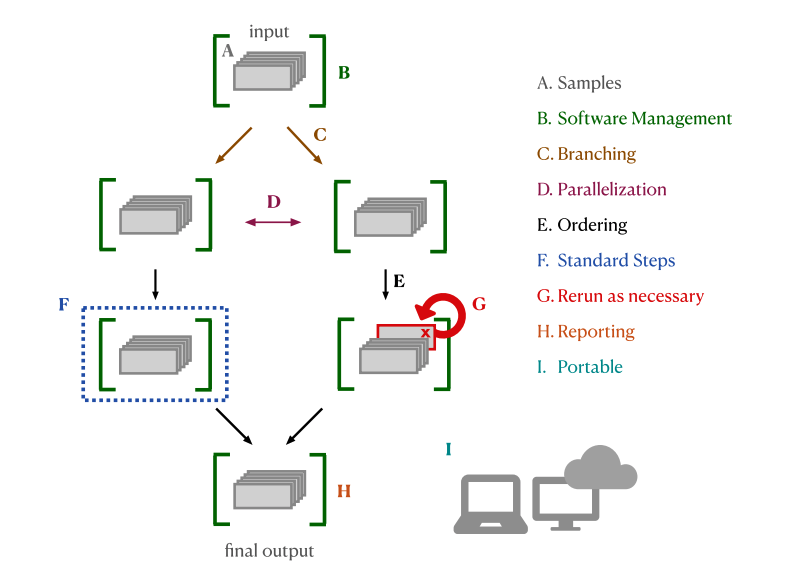 input
A
B
C
D
E
F
G
x
I
H
final output
A. Samples
B. Software Management
C. Branching
D. Parallelization
E. Ordering
F. Standard Steps
G. Rerun as necessary
H. Reporting
I. Portable